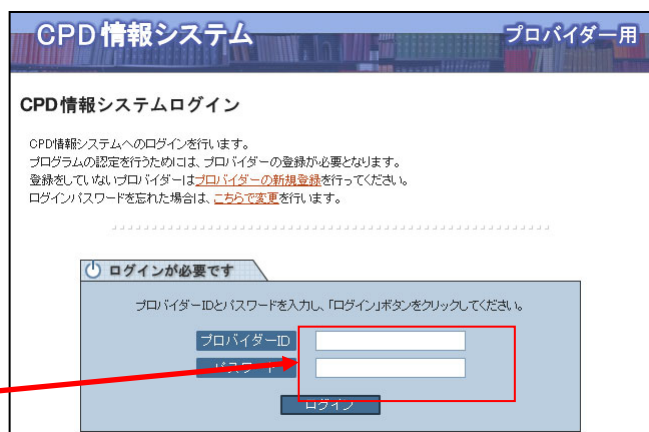 CPD情報システム
プロバイダー用
CPD情報システムログイン
CPD情報システムへのログインを行います。
プログラムの認定を行うためには、プロバイダーの登録が必要となります。
登録をしていないプロバイダーはプロバイダーの新規登録を行ってください。
ログインパスワードを忘れた場合は、こちらで変更を行います。
ログインが必要です
プロバイダーIDとパスワードを入力し、「ログイン」ボタンをクリックしてください。
プロバイダーID
パスワード
ログイン